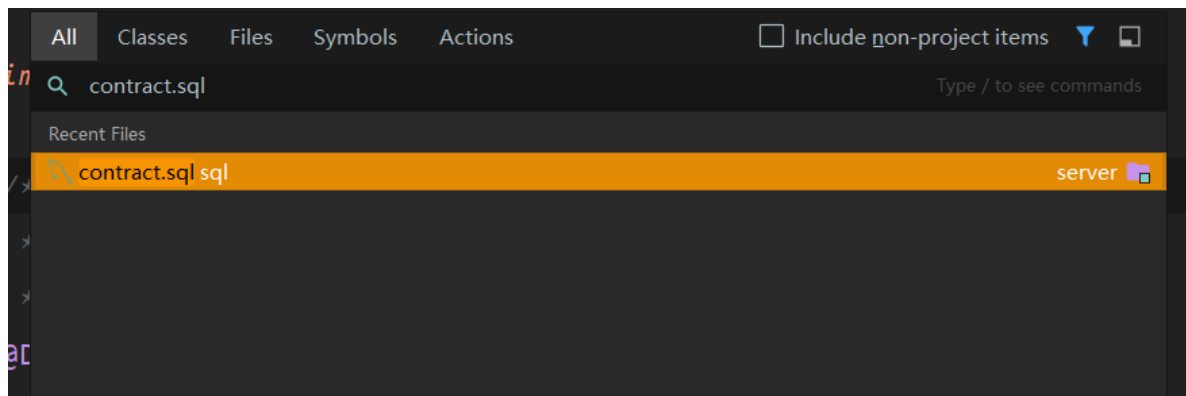 All Classes Files Symbols Actions Include non-project items
in
contract.sql Type / to see commands
Recent Files
contract.sql sql server
/*
*
*
@D